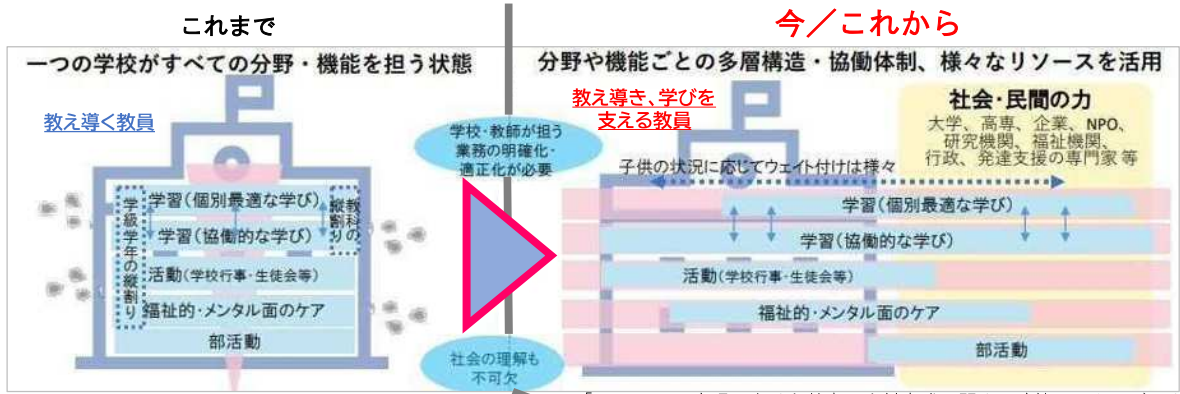 これまで
一つの学校がすべての分野・機能を担う状態
教え導く教員
学級学年の縦割り
教科の
縦割り
学習(個別最適な学び)
学習(協働的な学び)
活動(学校行事・生徒会等)
福祉的・メンタル面のケア
部活動
学校・教師が担う
業務の明確化・
適正化が必要
社会の理解も
不可欠
今／これから
分野や機能ごとの多層構造・協働体制、様々なリソースを活用
教え導き、学びを
支える教員
社会・民間の力
大学、高専、企業、NPO、
研究機関、福祉機関、
行政、発達支援の専門家 等
子供の状況に応じてウェイト付けは様々
学習(個別最適な学び)
学習(協働的な学び)
活動(学校行事・生徒会等)
福祉的・メンタル面のケア
部活動